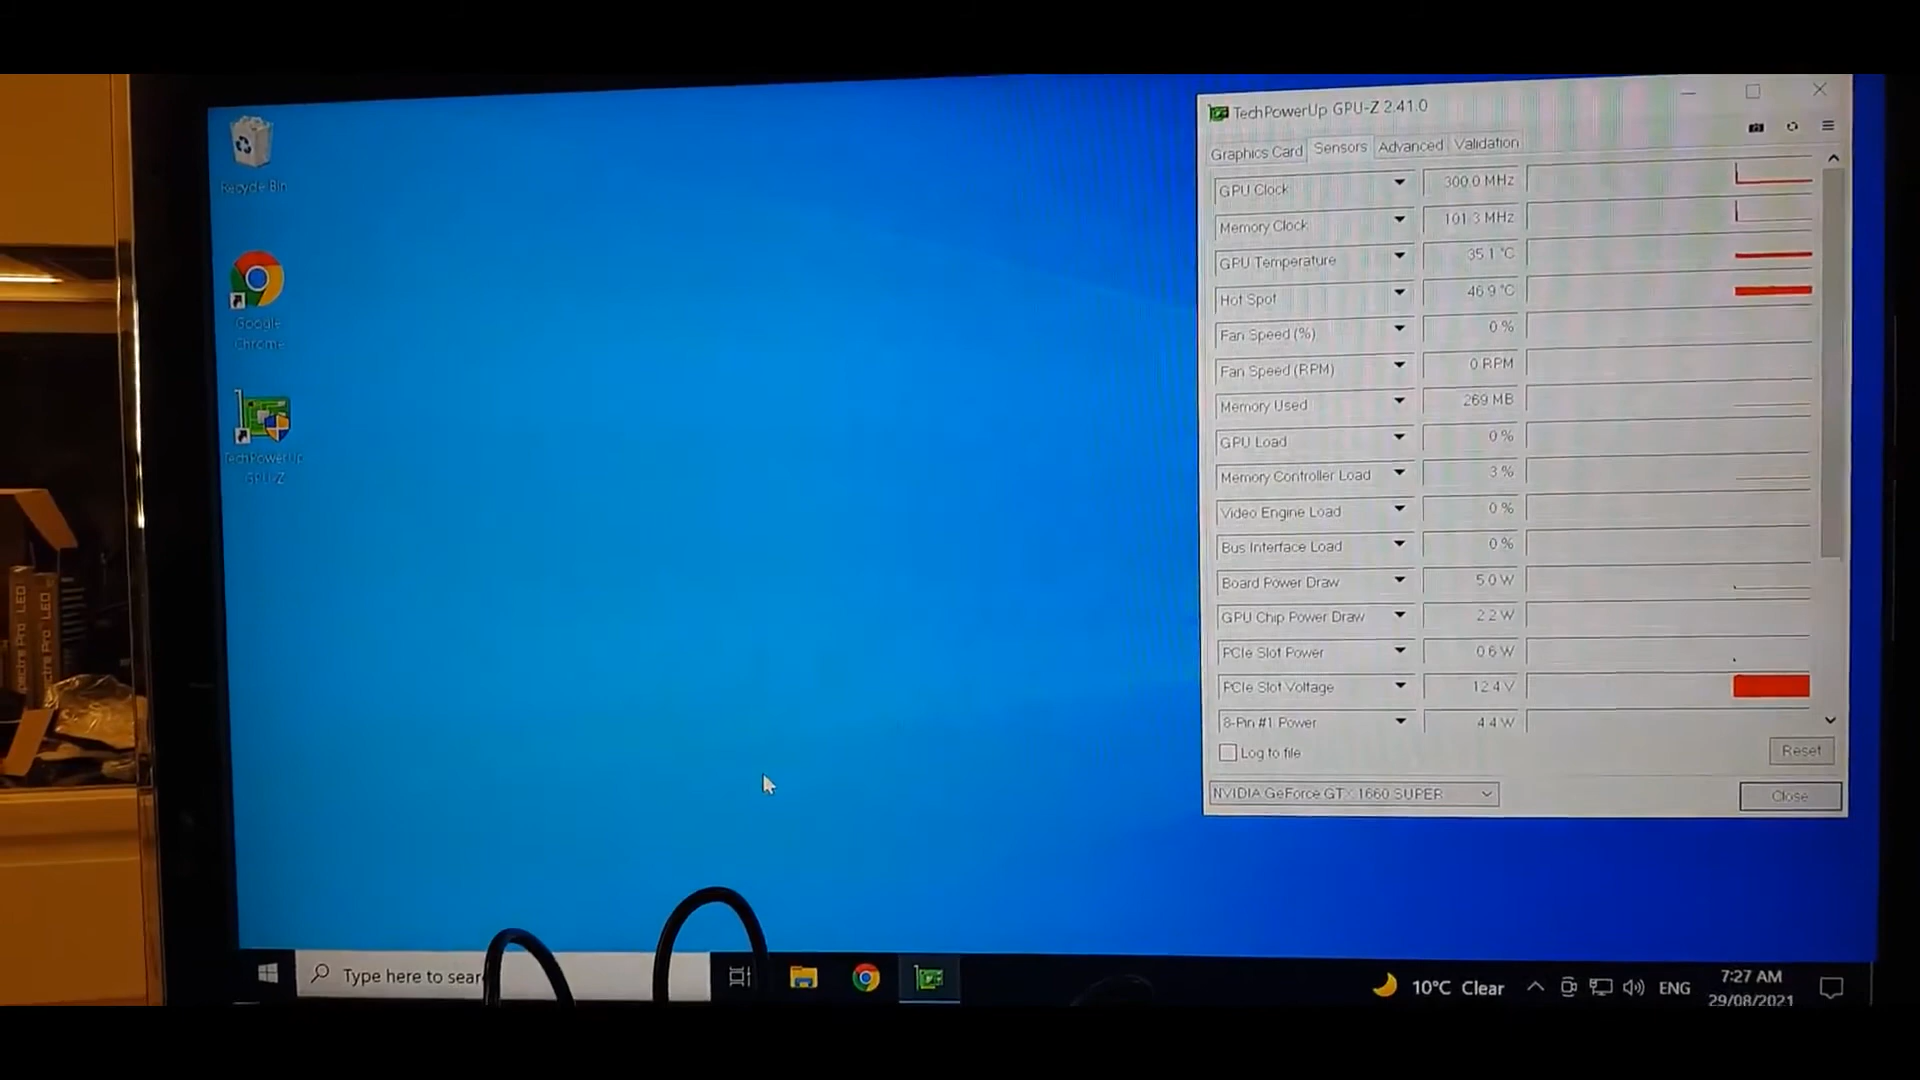 Recycle Bin
Google
Chrome
TechPowerUp
GPU-Z
TechPowerUp GPU-Z 2.41.0
Graphics Card Sensors Advanced Validation
GPU Clock 300.0 MHz
Memory Clock 101.3 MHz
GPU Temperature 35.1 °C
Hot Spot 46.9 °C
Fan Speed (%) 0 %
Fan Speed (RPM) 0 RPM
Memory Used 269 MB
GPU Load 0 %
Memory Controller Load 3 %
Video Engine Load 0 %
Bus Interface Load 0 %
Board Power Draw 5.0 W
GPU Chip Power Draw 2.2 W
PCIe Slot Power 0.6 W
PCIe Slot Voltage 12.4 V
8-Pin #1 Power 4.4 W
Log to file
Reset
NVIDIA GeForce GTX 1660 SUPER
Close
Spectre Pro LED
Type here to sear
10°C Clear
ENG
7:27 AM
29/08/2021